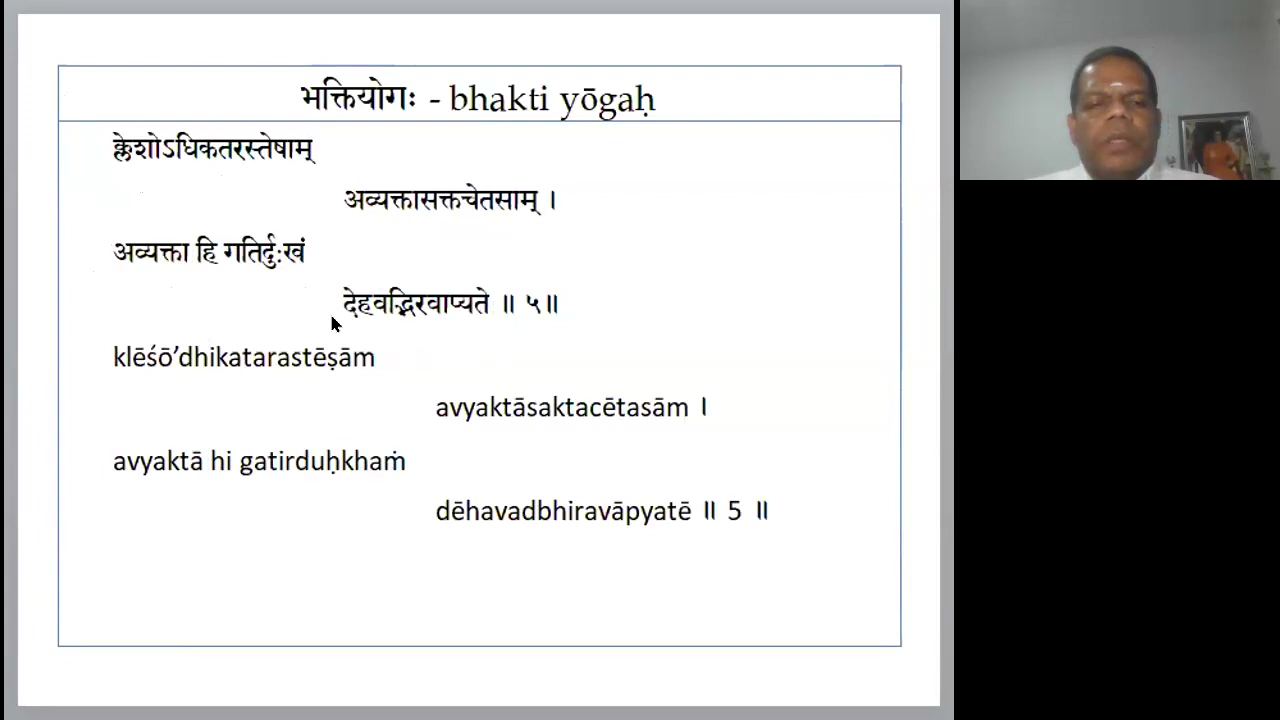 भक्तियोगः - bhakti yōgaḥ
क्लेशोऽधिकतरस्तेषाम्
अव्यक्तासक्तचेतसाम् ।
अव्यक्ता हि गतिर्दुःखं
देहवद्भिरवाप्यते ॥ ५॥
klēśō’dhikatarastēṣām
avyaktāsaktacētasām ।
avyaktā hi gatirduḥkhaṁ
dēhavadbhiravāpyatē ॥ 5 ॥